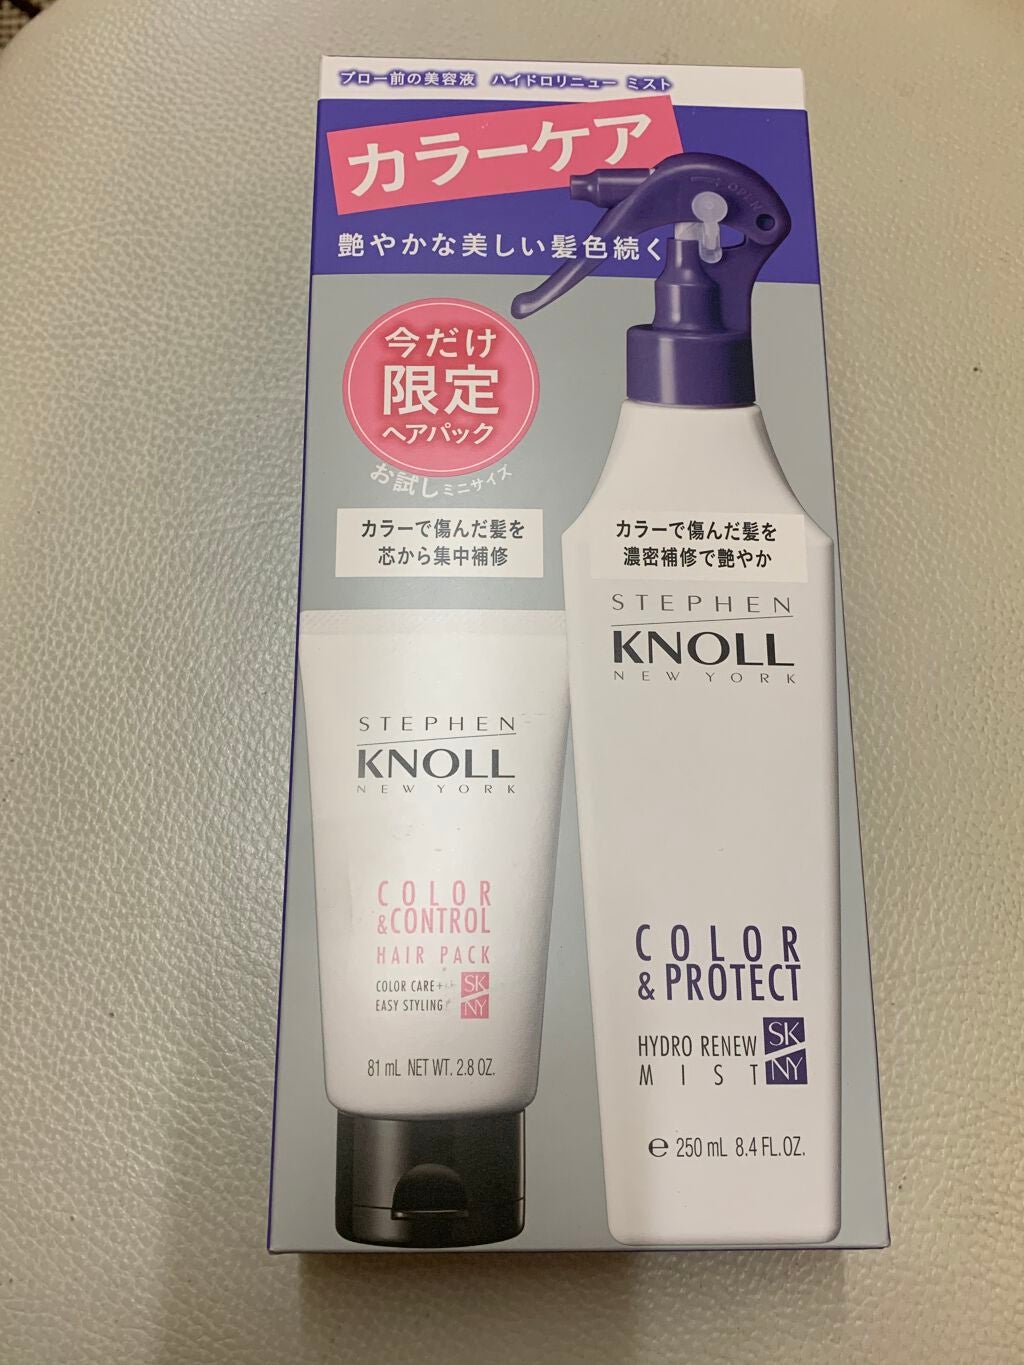 ブロー前の美容液 ハイドロリニュー ミスト
カラーケア
OPEN
艶やかな美しい髪色続く
今だけ
限定
ヘアパック
お試しミニサイズ
カラーで傷んだ髪を
芯から集中補修
カラーで傷んだ髪を
濃密補修で艶やか
STEPHEN
KNOLL
NEW YORK
STEPHEN
KNOLL
NEW YORK
COLOR
&CONTROL
HAIR PACK
COLOR CARE+
EASY STYLING
SK
NY
81 mL NET WT. 2.8 OZ.
COLOR
& PROTECT
HYDRO RENEW
MIST
SK
NY
℮ 250 mL 8.4 FL.OZ.